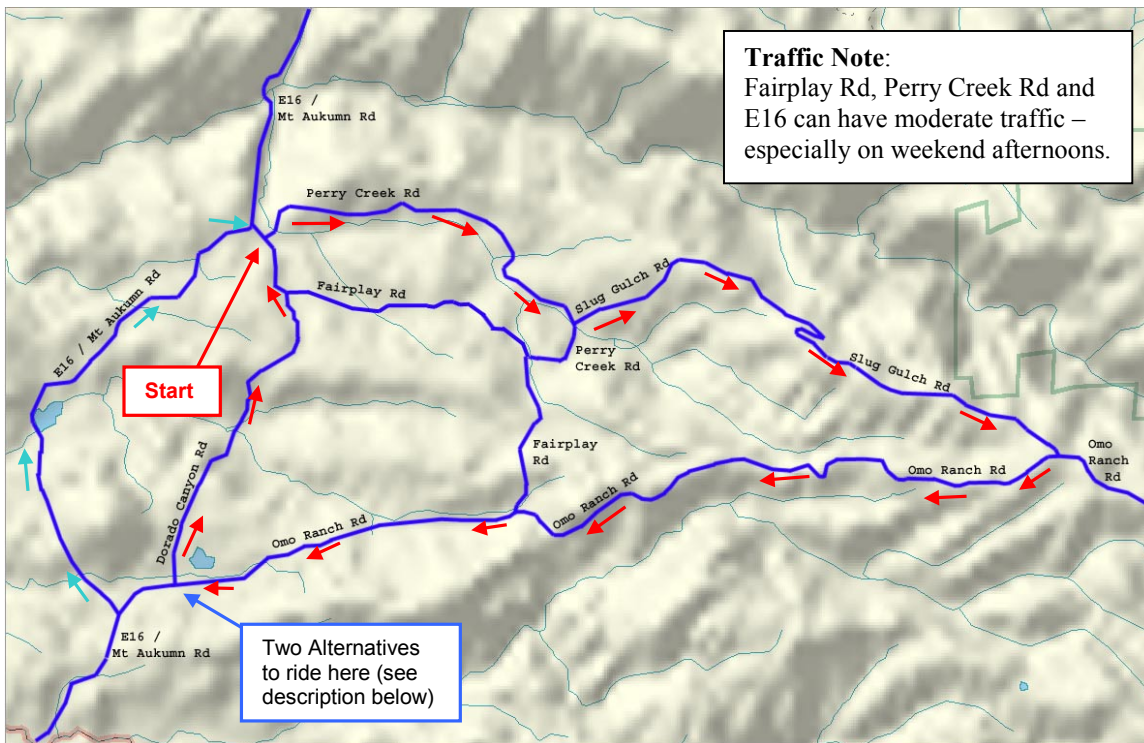 Traffic Note:
Fairplay Rd, Perry Creek Rd and
E16 can have moderate traffic –
especially on weekend afternoons.
E16 /
Mt Aukumn Rd
Perry Creek Rd
Slug Gulch Rd
E16 / Mt Aukumn Rd
Fairplay Rd
Perry
Creek Rd
Slug Gulch Rd
Start
Dorado Canyon Rd
Fairplay
Rd
Omo
Ranch
Rd
Omo Ranch Rd
Omo Ranch Rd
Omo Ranch Rd
E16 /
Mt Aukumn Rd
Two Alternatives
to ride here (see
description below)